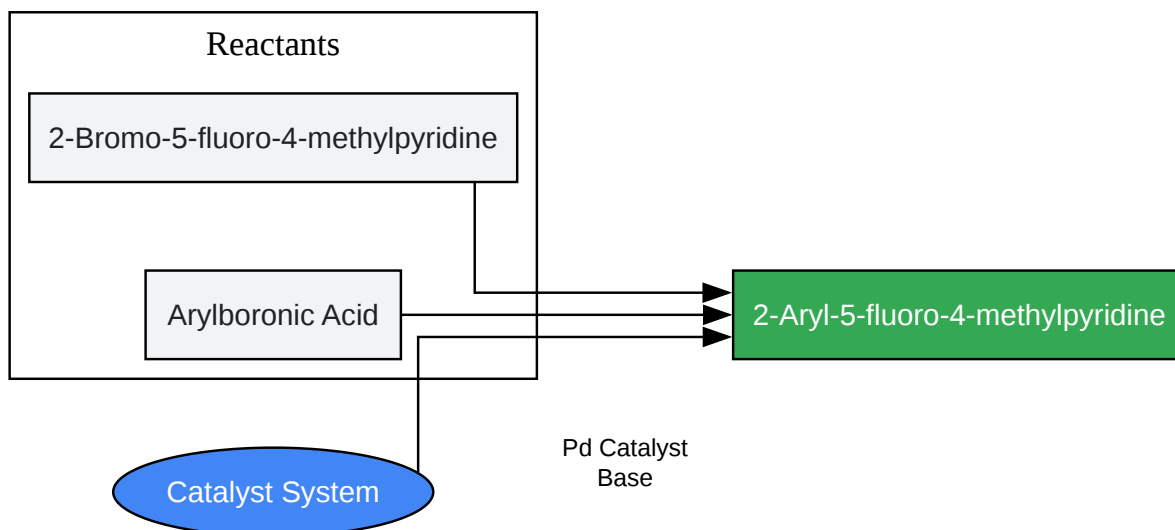 Reactants
2-Bromo-5-fluoro-4-methylpyridine
Arylboronic Acid
2-Aryl-5-fluoro-4-methylpyridine
Pd Catalyst
Base
Catalyst System